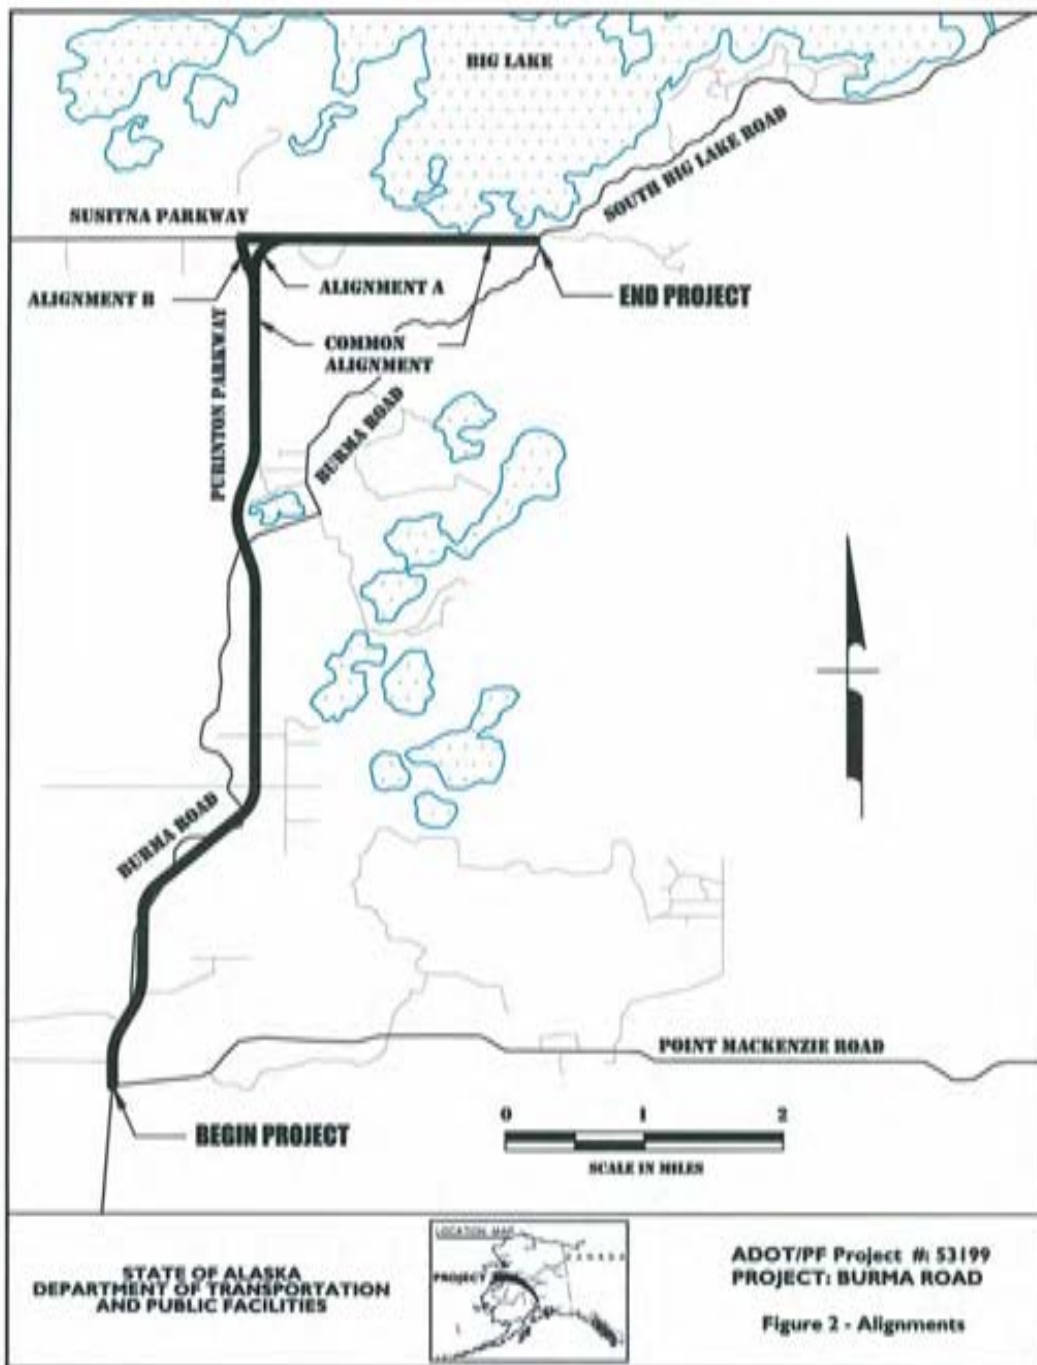 BIG LAKE
SOUTH BIG LAKE ROAD
SUSITNA PARKWAY
ALIGNMENT B
ALIGNMENT A
END PROJECT
PURINTON PARKWAY
COMMON
ALIGNMENT
BURMA ROAD
BURMA ROAD
POINT MACKENZIE ROAD
BEGIN PROJECT
0 1 2
SCALE IN MILES
STATE OF ALASKA
DEPARTMENT OF TRANSPORTATION
AND PUBLIC FACILITIES
LOCATION MAP
CANADA
PROJECT
ADOT/PF Project #: 53199
PROJECT: BURMA ROAD
Figure 2 - Alignments